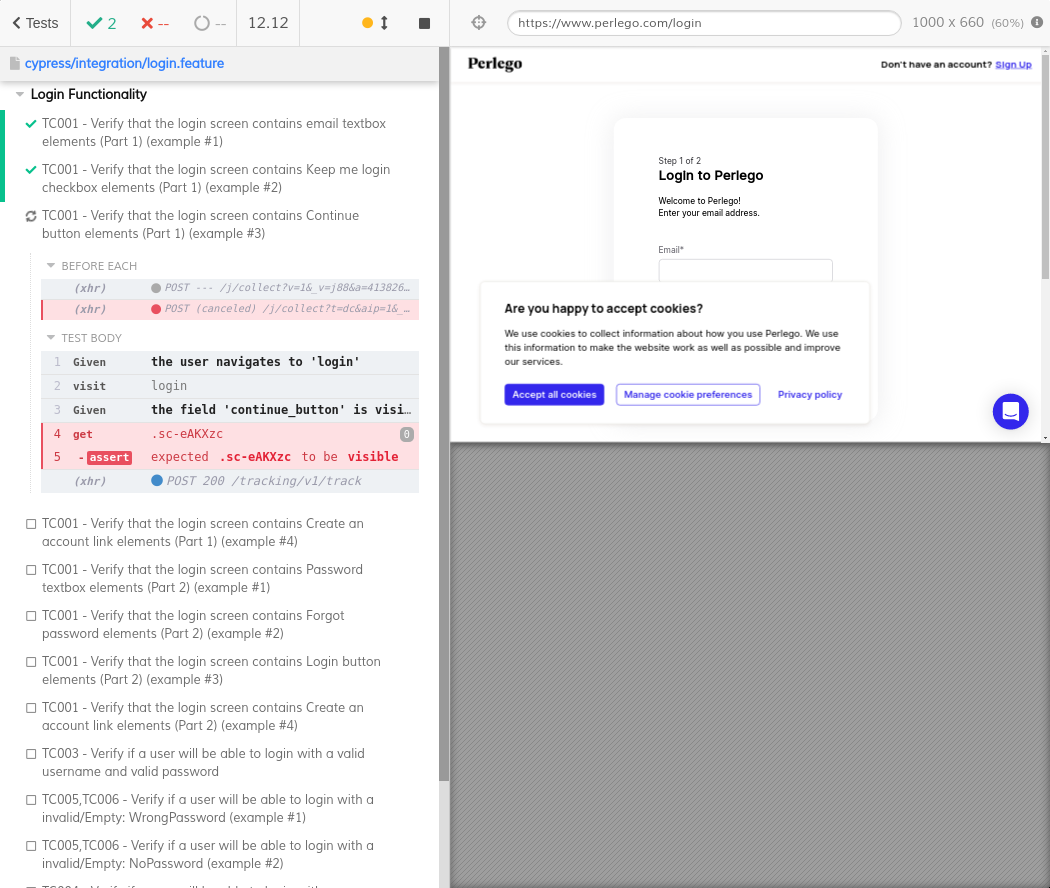 Tests
2
--
--
12.12
https://www.perlego.com/login
1000 x 660 (60%)
cypress/integration/login.feature
Login Functionality
TC001 - Verify that the login screen contains email textbox
elements (Part 1) (example #1)
TC001 - Verify that the login screen contains Keep me login
checkbox elements (Part 1) (example #2)
TC001 - Verify that the login screen contains Continue
button elements (Part 1) (example #3)
BEFORE EACH
(xhr) POST --- /j/collect?v=1&_v=j88&a=413826…
(xhr) POST (canceled) /j/collect?t=dc&aip=1&_…
TEST BODY
1 Given the user navigates to 'login'
2 visit login
3 Given the field 'continue_button' is visi…
4 get .sc-eAKXzc 0
5 -assert expected .sc-eAKXzc to be visible
(xhr) POST 200 /tracking/v1/track
TC001 - Verify that the login screen contains Create an
account link elements (Part 1) (example #4)
TC001 - Verify that the login screen contains Password
textbox elements (Part 2) (example #1)
TC001 - Verify that the login screen contains Forgot
password elements (Part 2) (example #2)
TC001 - Verify that the login screen contains Login button
elements (Part 2) (example #3)
TC001 - Verify that the login screen contains Create an
account link elements (Part 2) (example #4)
TC003 - Verify if a user will be able to login with a valid
username and valid password
TC005,TC006 - Verify if a user will be able to login with a
invalid/Empty: WrongPassword (example #1)
TC005,TC006 - Verify if a user will be able to login with a
invalid/Empty: NoPassword (example #2)
Perlego
Don't have an account? Sign Up
Step 1 of 2
Login to Perlego
Welcome to Perlego!
Enter your email address.
Email*
Are you happy to accept cookies?
We use cookies to collect information about how you use Perlego. We use
this information to make the website work as well as possible and improve
our services.
Accept all cookies
Manage cookie preferences
Privacy policy